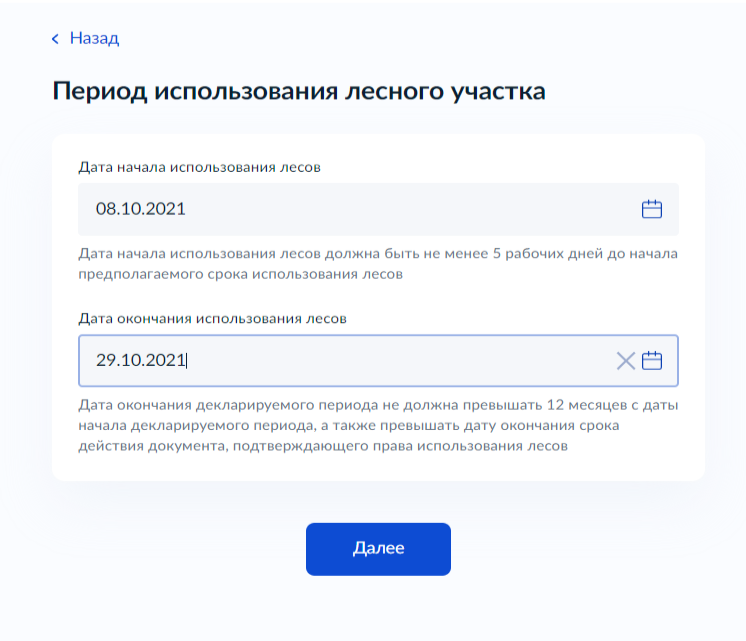 Назад
Период использования лесного участка
Дата начала использования лесов
08.10.2021
Дата начала использования лесов должна быть не менее 5 рабочих дней до начала
предполагаемого срока использования лесов
Дата окончания использования лесов
29.10.2021
Дата окончания декларируемого периода не должна превышать 12 месяцев с даты
начала декларируемого периода, а также превышать дату окончания срока
действия документа, подтверждающего права использования лесов
Далее